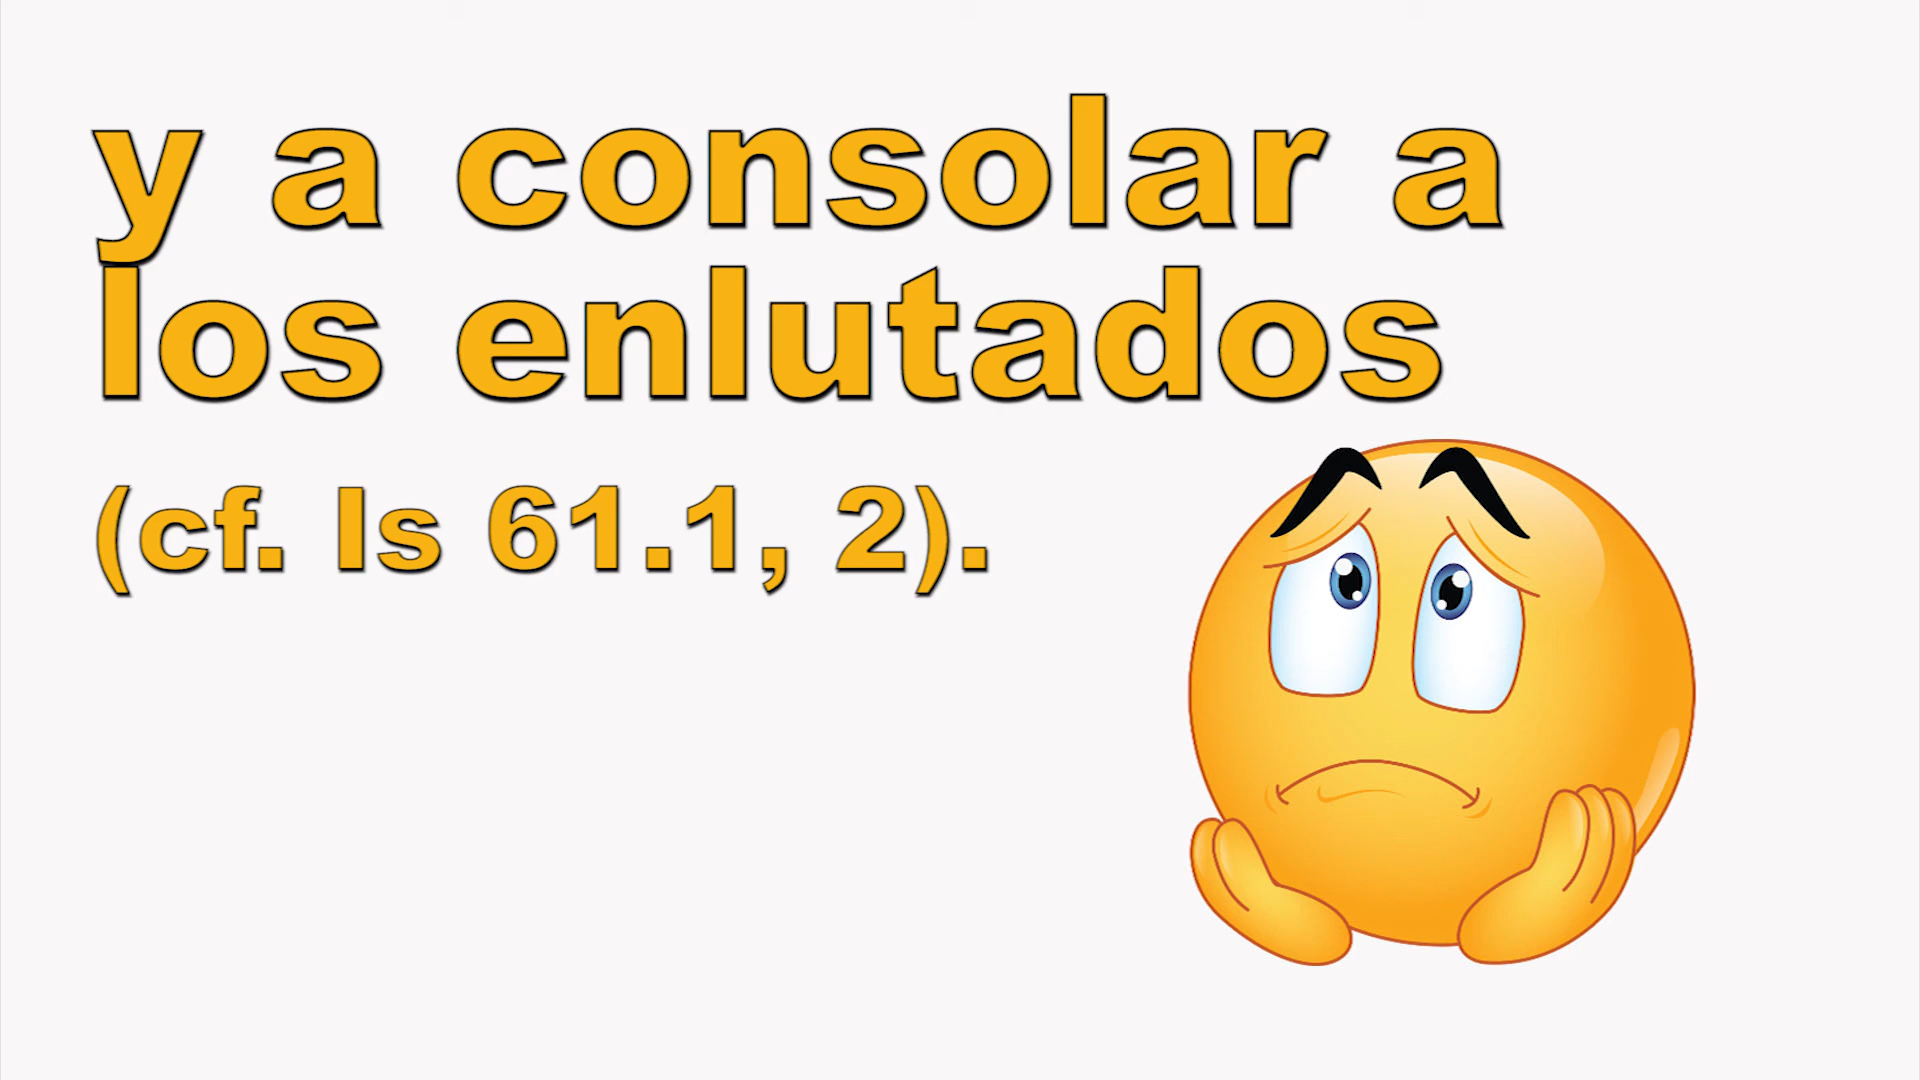 y a consolar a
los enlutados
(cf. Is 61.1, 2).